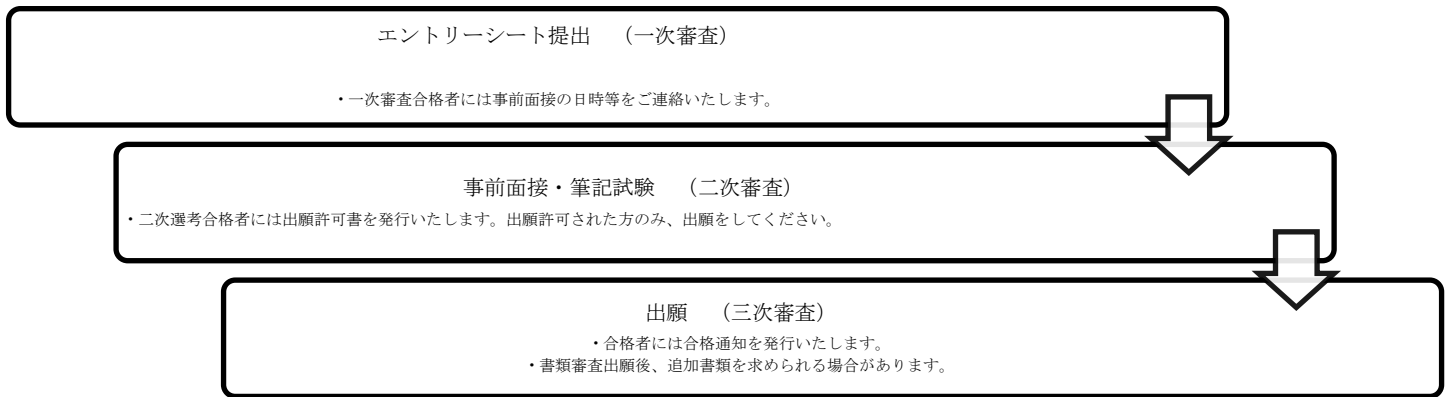 エントリーシート提出　（一次審査）
・一次審査合格者には事前面接の日時等をご連絡いたします。
事前面接・筆記試験　（二次審査）
・二次選考合格者には出願許可書を発行いたします。出願許可された方のみ、出願をしてください。
出願　（三次審査）
・合格者には合格通知を発行いたします。
・書類審査出願後、追加書類を求められる場合があります。